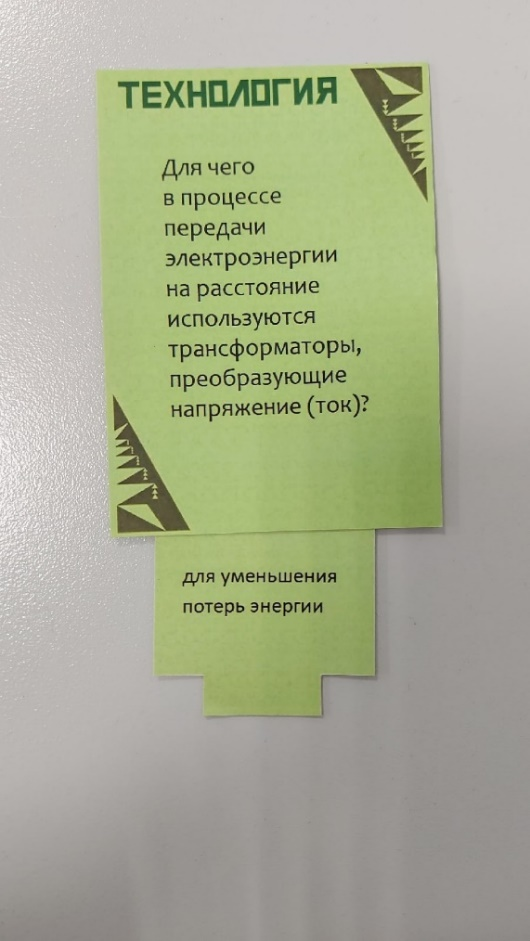 ТЕХНОЛОГИЯ
Для чего
в процессе
передачи
электроэнергии
на расстояние
используются
трансформаторы,
преобразующие
напряжение (ток)?
для уменьшения
потерь энергии